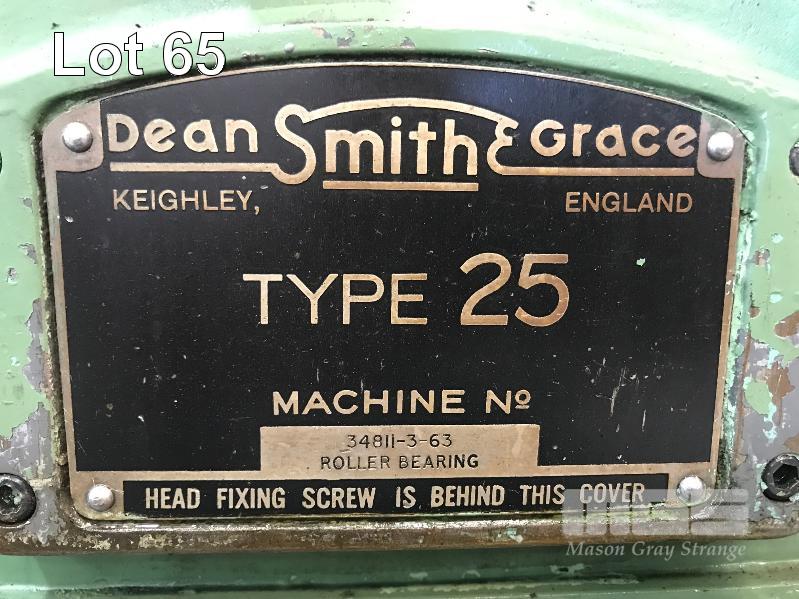 Lot 65
Dean Smith & Grace
KEIGHLEY, ENGLAND
TYPE 25
MACHINE Nº
34811-3-63
ROLLER BEARING
HEAD FIXING SCREW IS BEHIND THIS COVER
MGS
Mason Gray Strange